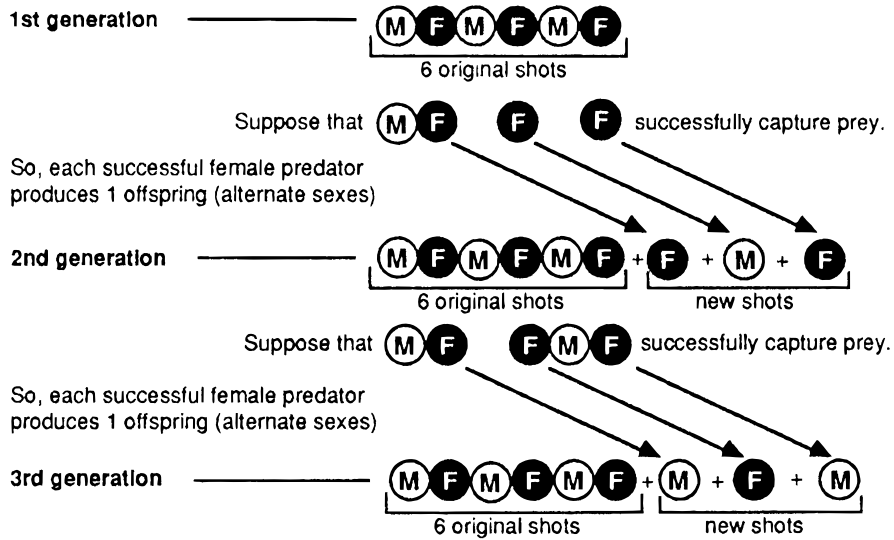 1st generation
M F M F M F
6 original shots
Suppose that M F F F successfully capture prey.
So, each successful female predator
produces 1 offspring (alternate sexes)
2nd generation
M F M F M F + F + M + F
6 original shots new shots
Suppose that M F F M F successfully capture prey.
So, each successful female predator
produces 1 offspring (alternate sexes)
3rd generation
M F M F M F + M + F + M
6 original shots new shots